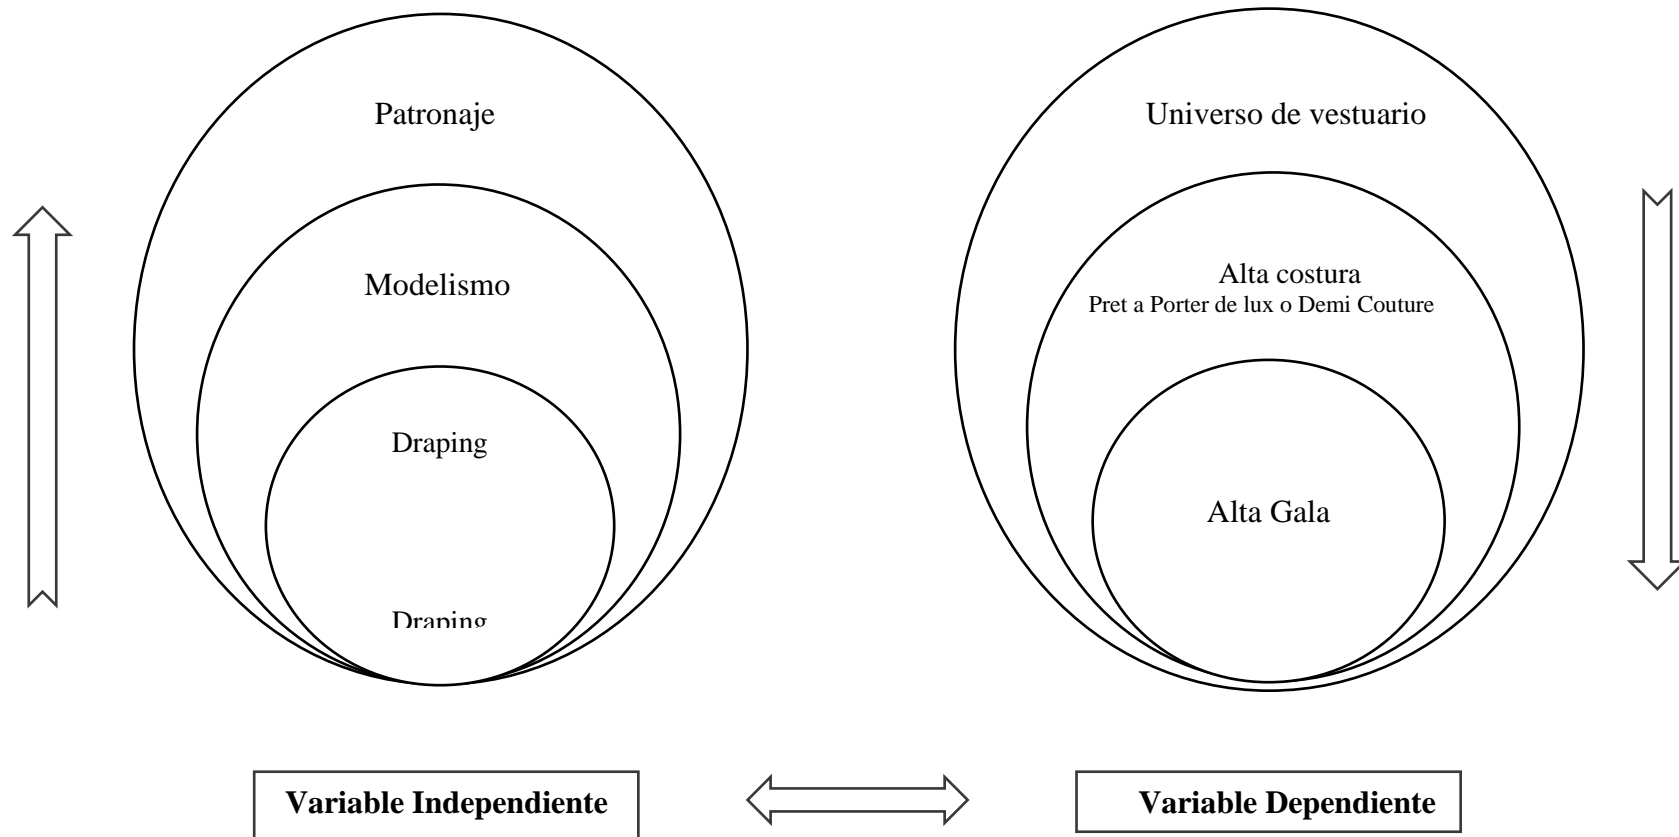 Patronaje
Modelismo
Draping
Draping
Universo de vestuario
Alta costura
Pret a Porter de lux o Demi Couture
Alta Gala
Variable Independiente
Variable Dependiente